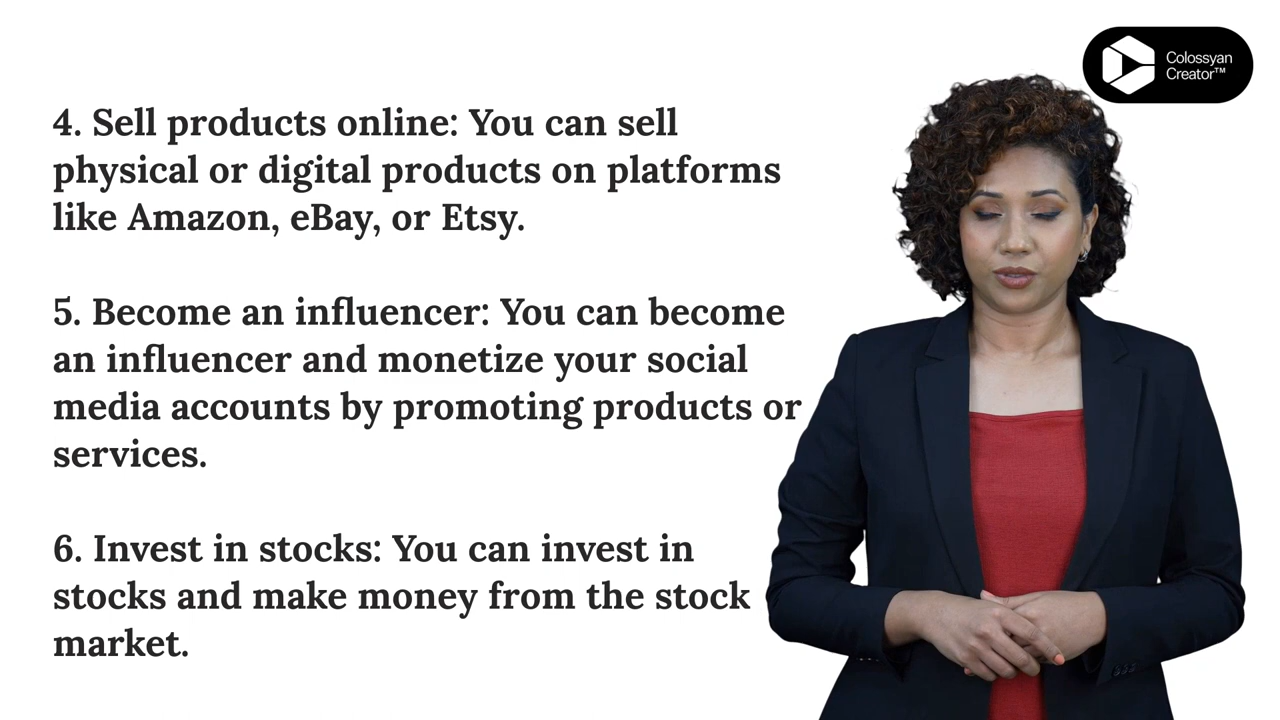 4. Sell products online: You can sell
physical or digital products on platforms
like Amazon, eBay, or Etsy.
5. Become an influencer: You can become
an influencer and monetize your social
media accounts by promoting products or
services.
6. Invest in stocks: You can invest in
stocks and make money from the stock
market.
Colossyan
Creator™